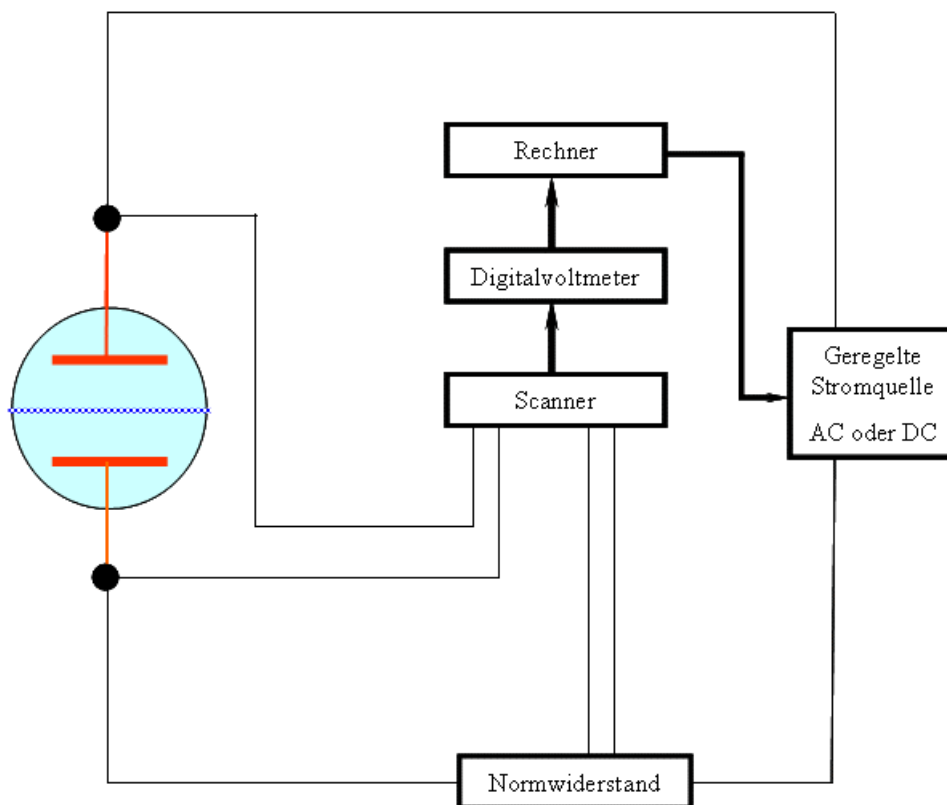 Rechner
Digitalvoltmeter
Scanner
Geregelte
Stromquelle
AC oder DC
Normwiderstand